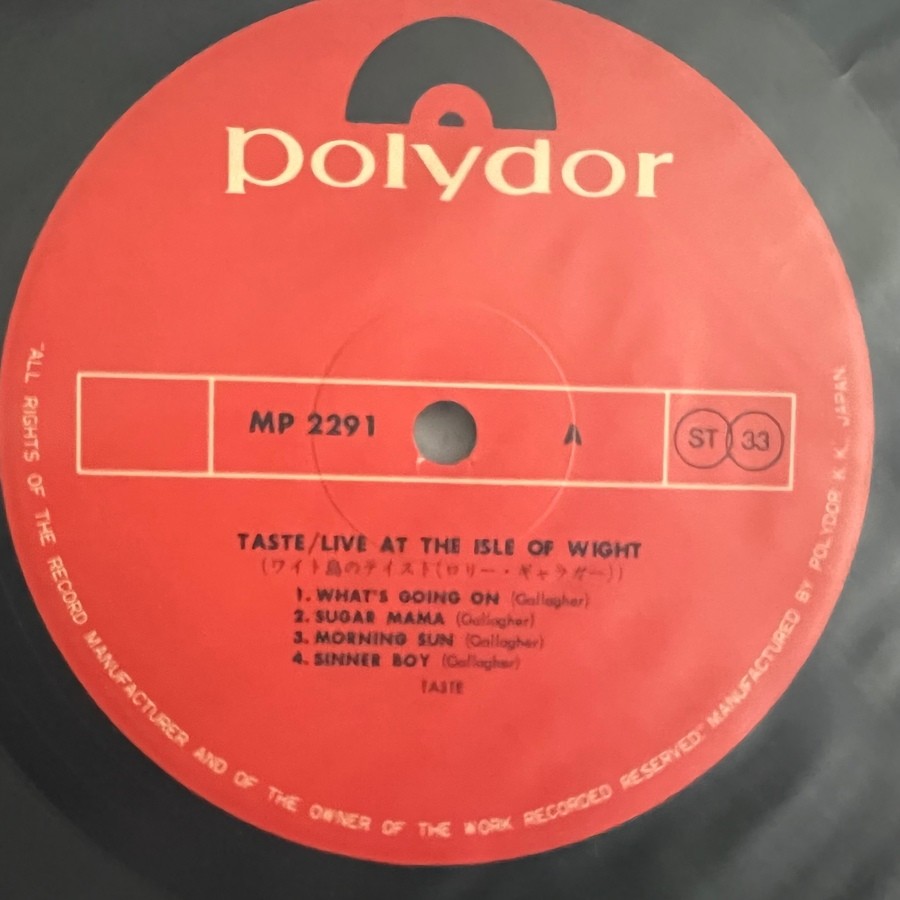 polydor
MP 2291
A
ST 33
TASTE/LIVE AT THE ISLE OF WIGHT
(ワイト島のテイスト(ロリー・ギャラガー))
1. WHAT'S GOING ON (Gallagher)
2. SUGAR MAMA (Gallagher)
3. MORNING SUN (Gallagher)
4. SINNER BOY (Gallagher)
TASTE
"ALL RIGHTS OF THE RECORD MANUFACTURER AND OF THE OWNER OF THE WORK RECORDED RESERVED" MANUFACTURED BY POLYDOR K. K., JAPAN